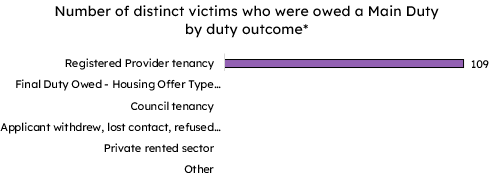 Number of distinct victims who were owed a Main Duty
by duty outcome*
Registered Provider tenancy 109
Final Duty Owed - Housing Offer Type...
Council tenancy
Applicant withdrew, lost contact, refused...
Private rented sector
Other